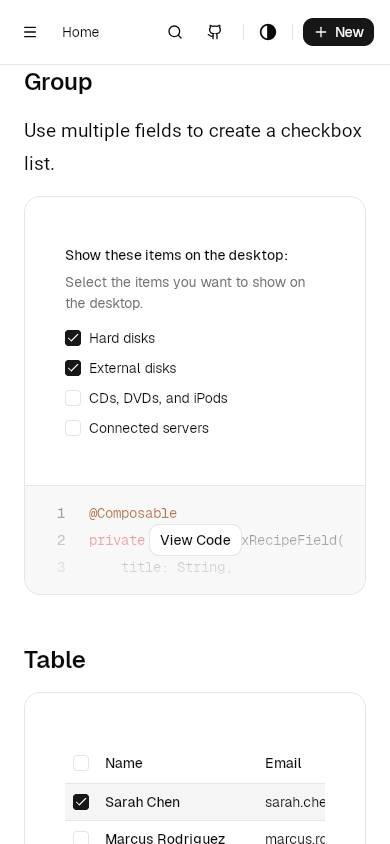 Home
New
Group
Use multiple fields to create a checkbox
list.
Show these items on the desktop:
Select the items you want to show on
the desktop.
Hard disks
External disks
CDs, DVDs, and iPods
Connected servers
1 @Composable
2 private View Code xRecipeField(
3 title: String,
Table
Name Email
Sarah Chen sarah.che
Marcus Rodriguez marcus.ro